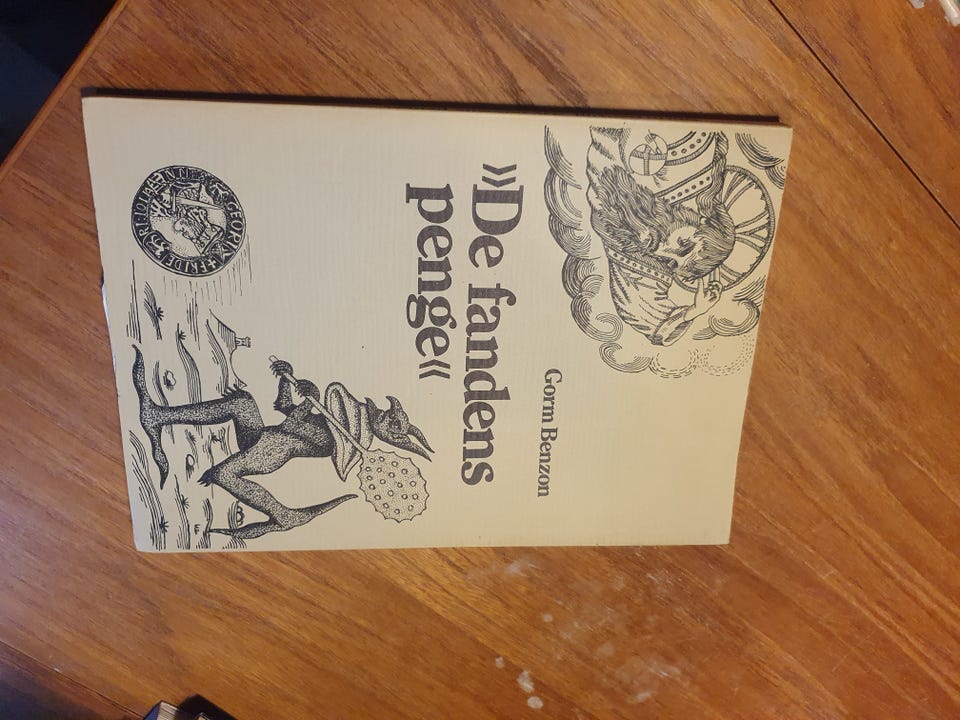 Gorm Benzon
»De fandens
penge«